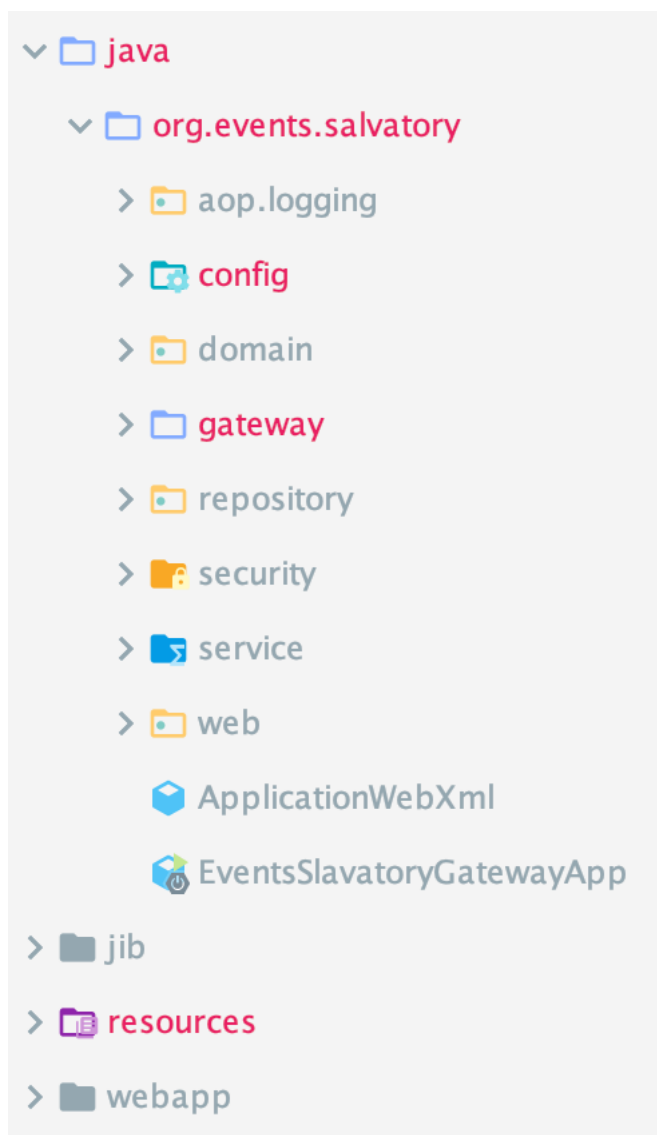 java
org.events.salvatory
aop.logging
config
domain
gateway
repository
security
service
web
ApplicationWebXml
EventsSlavatoryGatewayApp
jib
resources
webapp